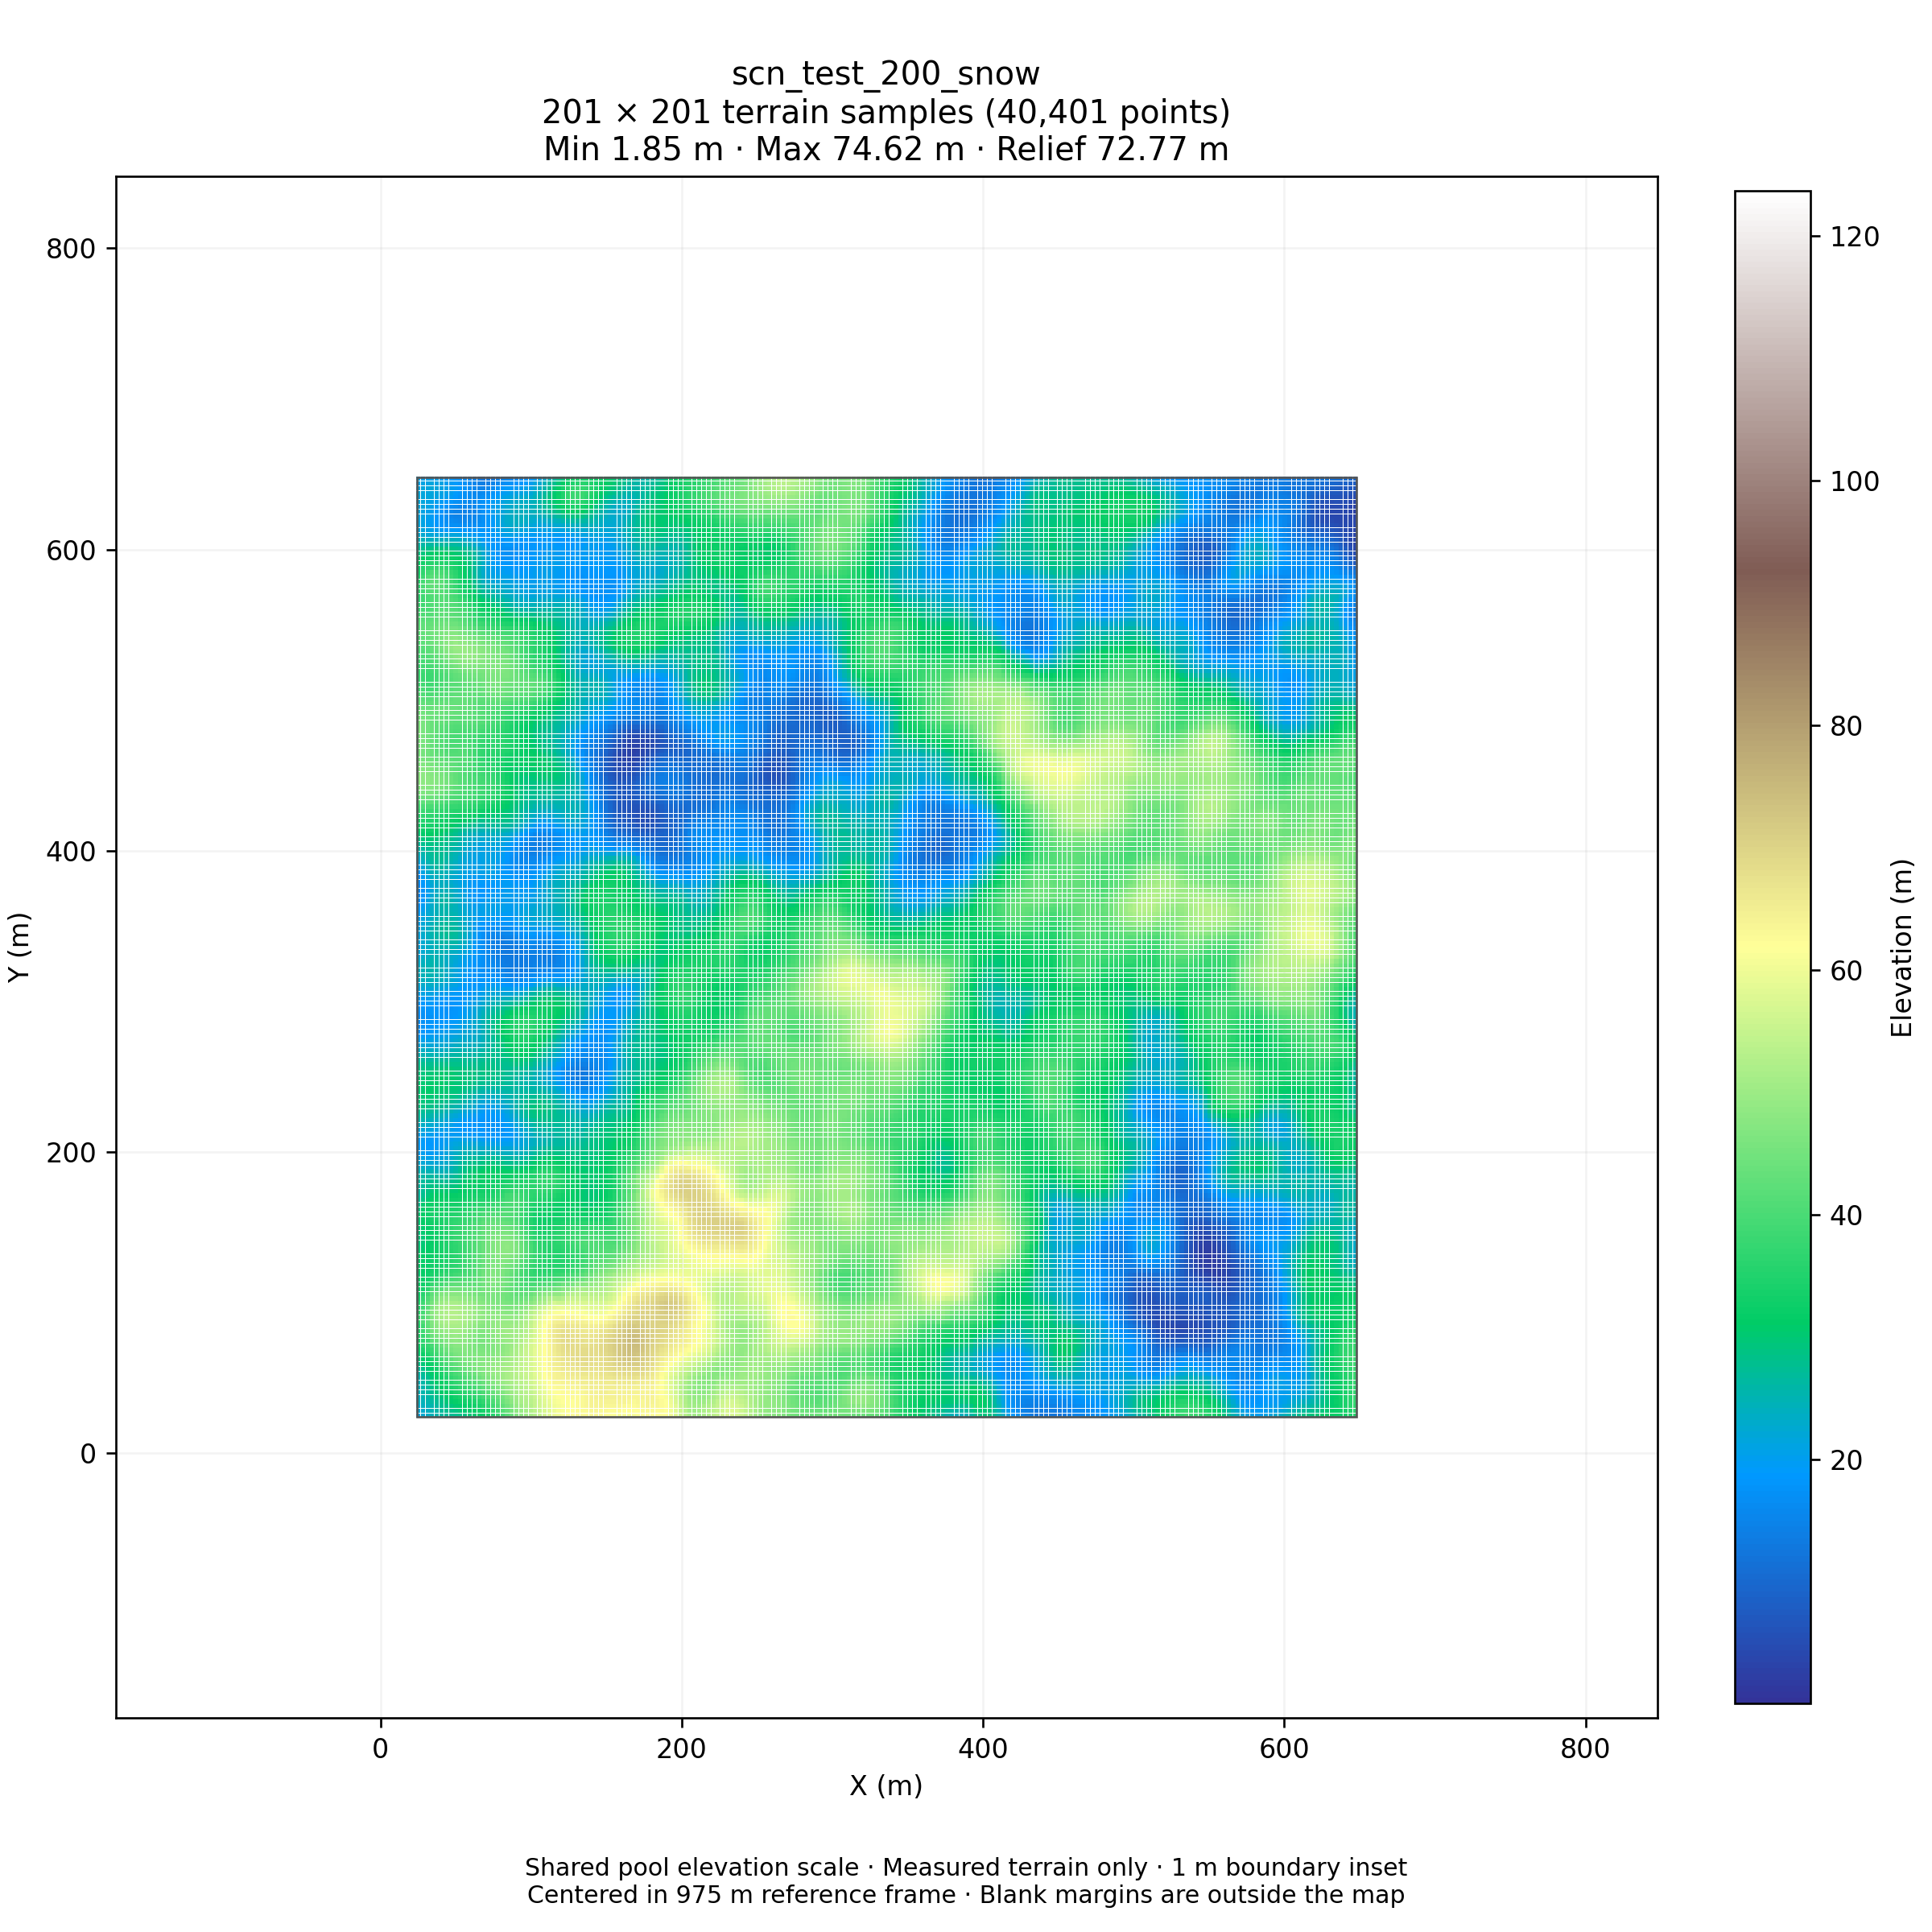 scn_test_200_snow
201 × 201 terrain samples (40,401 points)
Min 1.85 m · Max 74.62 m · Relief 72.77 m
800
600
400
200
0
Y (m)
0
200
400
600
800
X (m)
120
100
80
60
40
20
Elevation (m)
Shared pool elevation scale · Measured terrain only · 1 m boundary inset
Centered in 975 m reference frame · Blank margins are outside the map